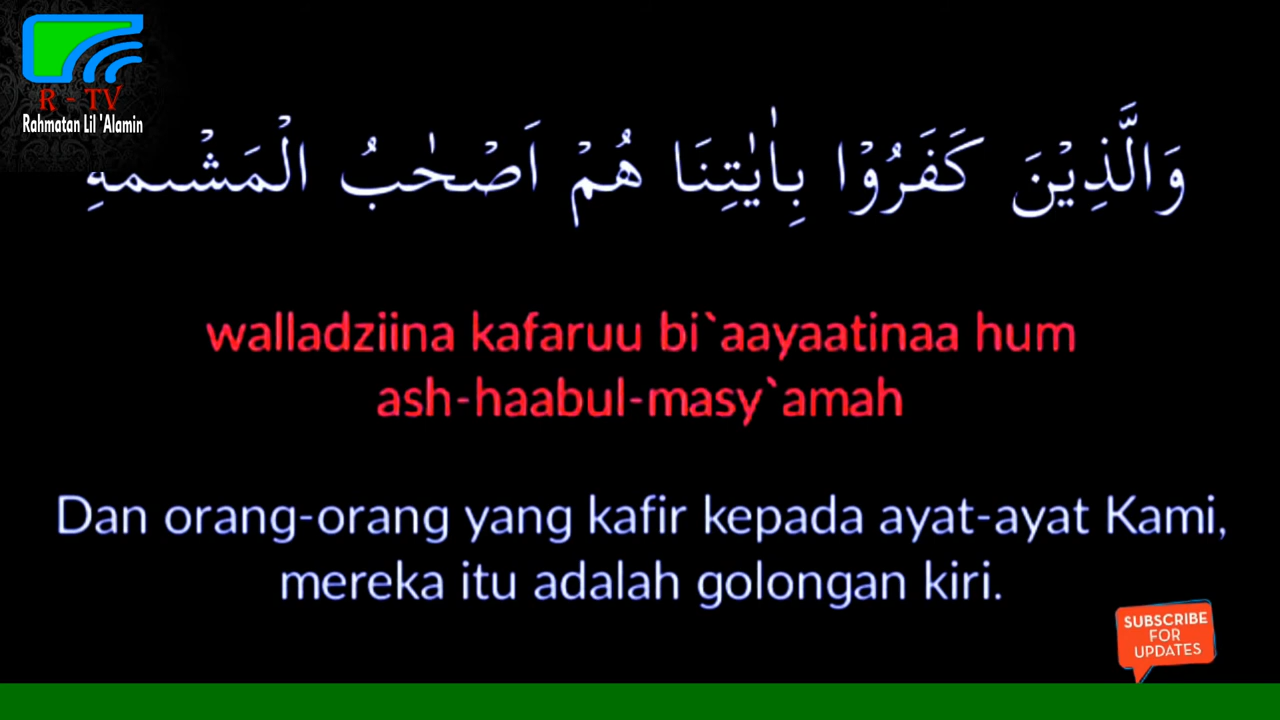 R - TV
Rahmatan Lil 'Alamin
وَالَّذِيْنَ كَفَرُوْا بِاٰيٰتِنَا هُمْ اَصْحٰبُ الْمَشْـَٔمَةِ
walladziina kafaruu bi`aayaatinaa hum
ash-haabul-masy`amah
Dan orang-orang yang kafir kepada ayat-ayat Kami,
mereka itu adalah golongan kiri.
SUBSCRIBE
FOR
UPDATES